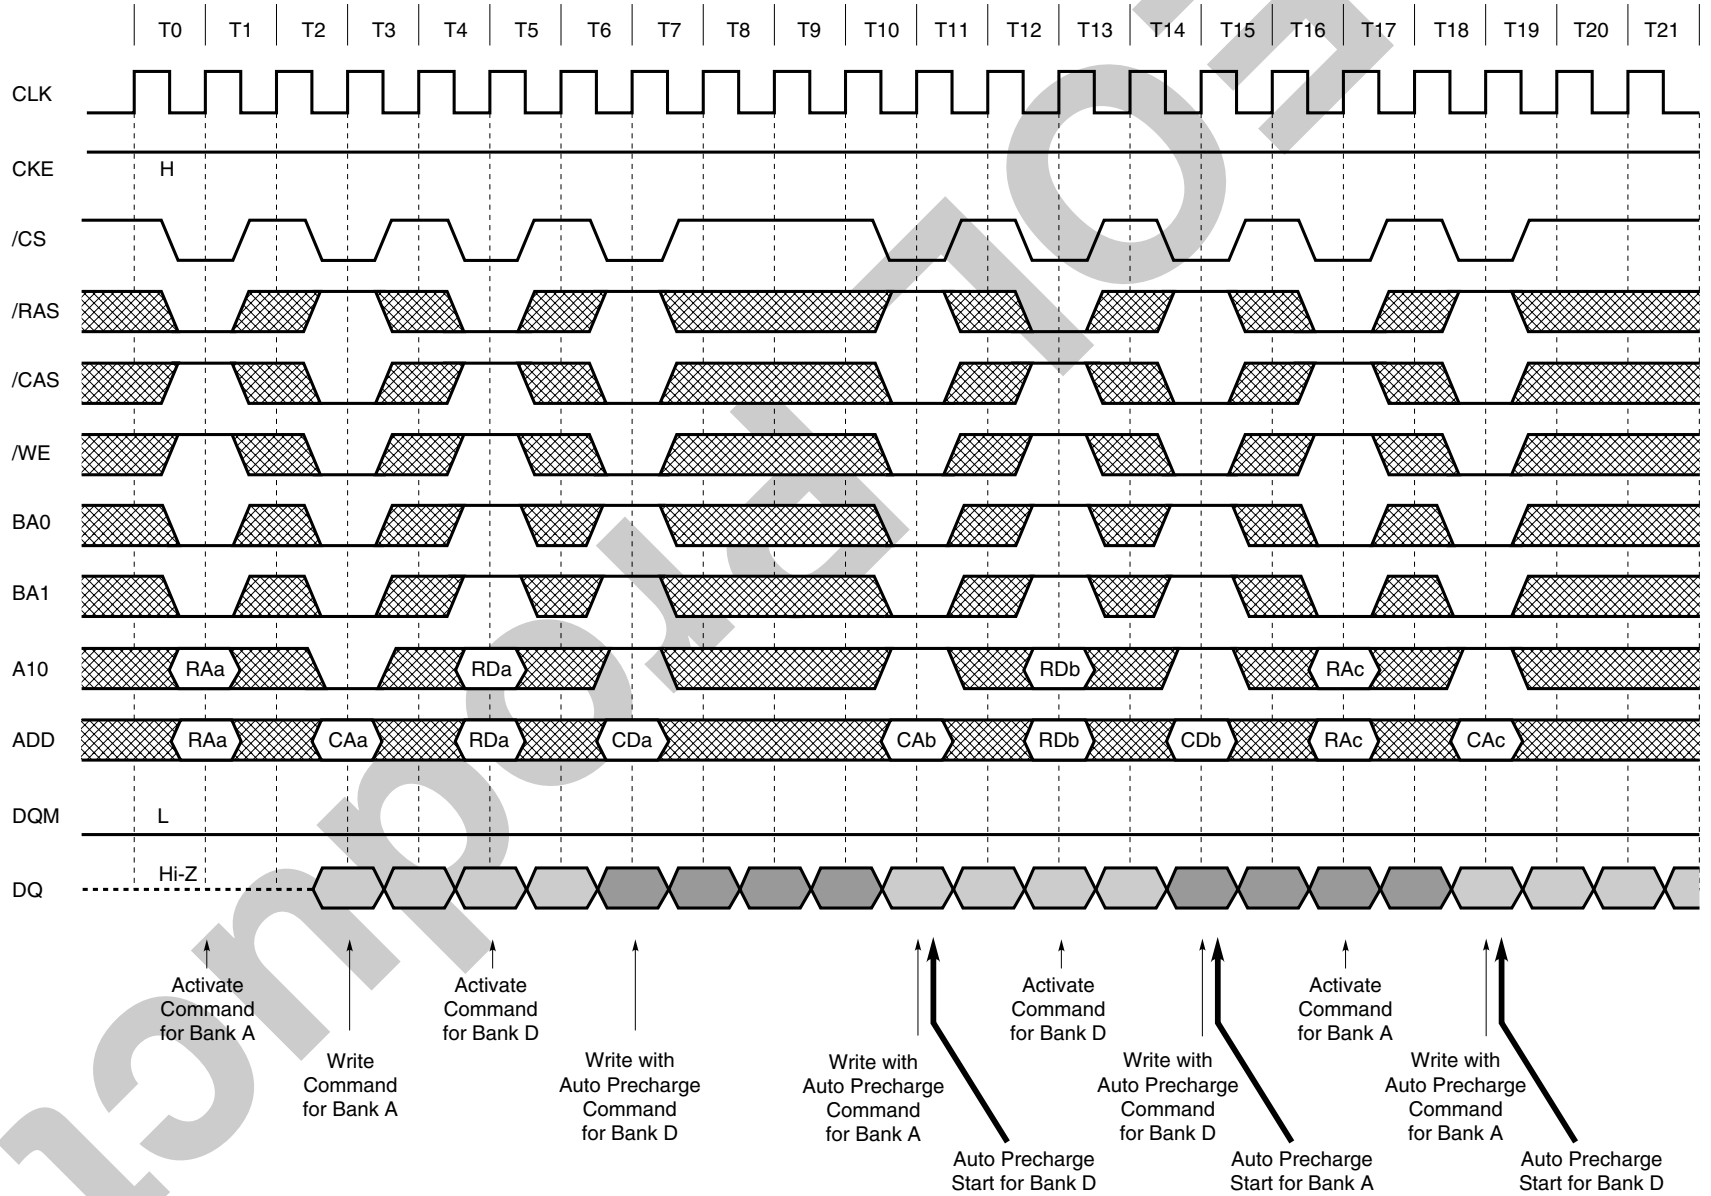 T0 T1 T2 T3 T4 T5 T6 T7 T8 T9 T10 T11 T12 T13 T14 T15 T16 T17 T18 T19 T20 T21
CLK
CKE H
/CS
/RAS
/CAS
/WE
BA0
BA1
A10 RAa RDa RDb RAc
ADD RAa CAa RDa CDa CAb RDb CDb RAc CAc
DQM L
DQ Hi-Z
Activate
Command
for Bank A
Write
Command
for Bank A
Activate
Command
for Bank D
Write with
Auto Precharge
Command
for Bank D
Write with
Auto Precharge
Command
for Bank A
Auto Precharge
Start for Bank D
Activate
Command
for Bank D
Write with
Auto Precharge
Command
for Bank D
Auto Precharge
Start for Bank A
Activate
Command
for Bank A
Write with
Auto Precharge
Command
for Bank A
Auto Precharge
Start for Bank D
EOL Product